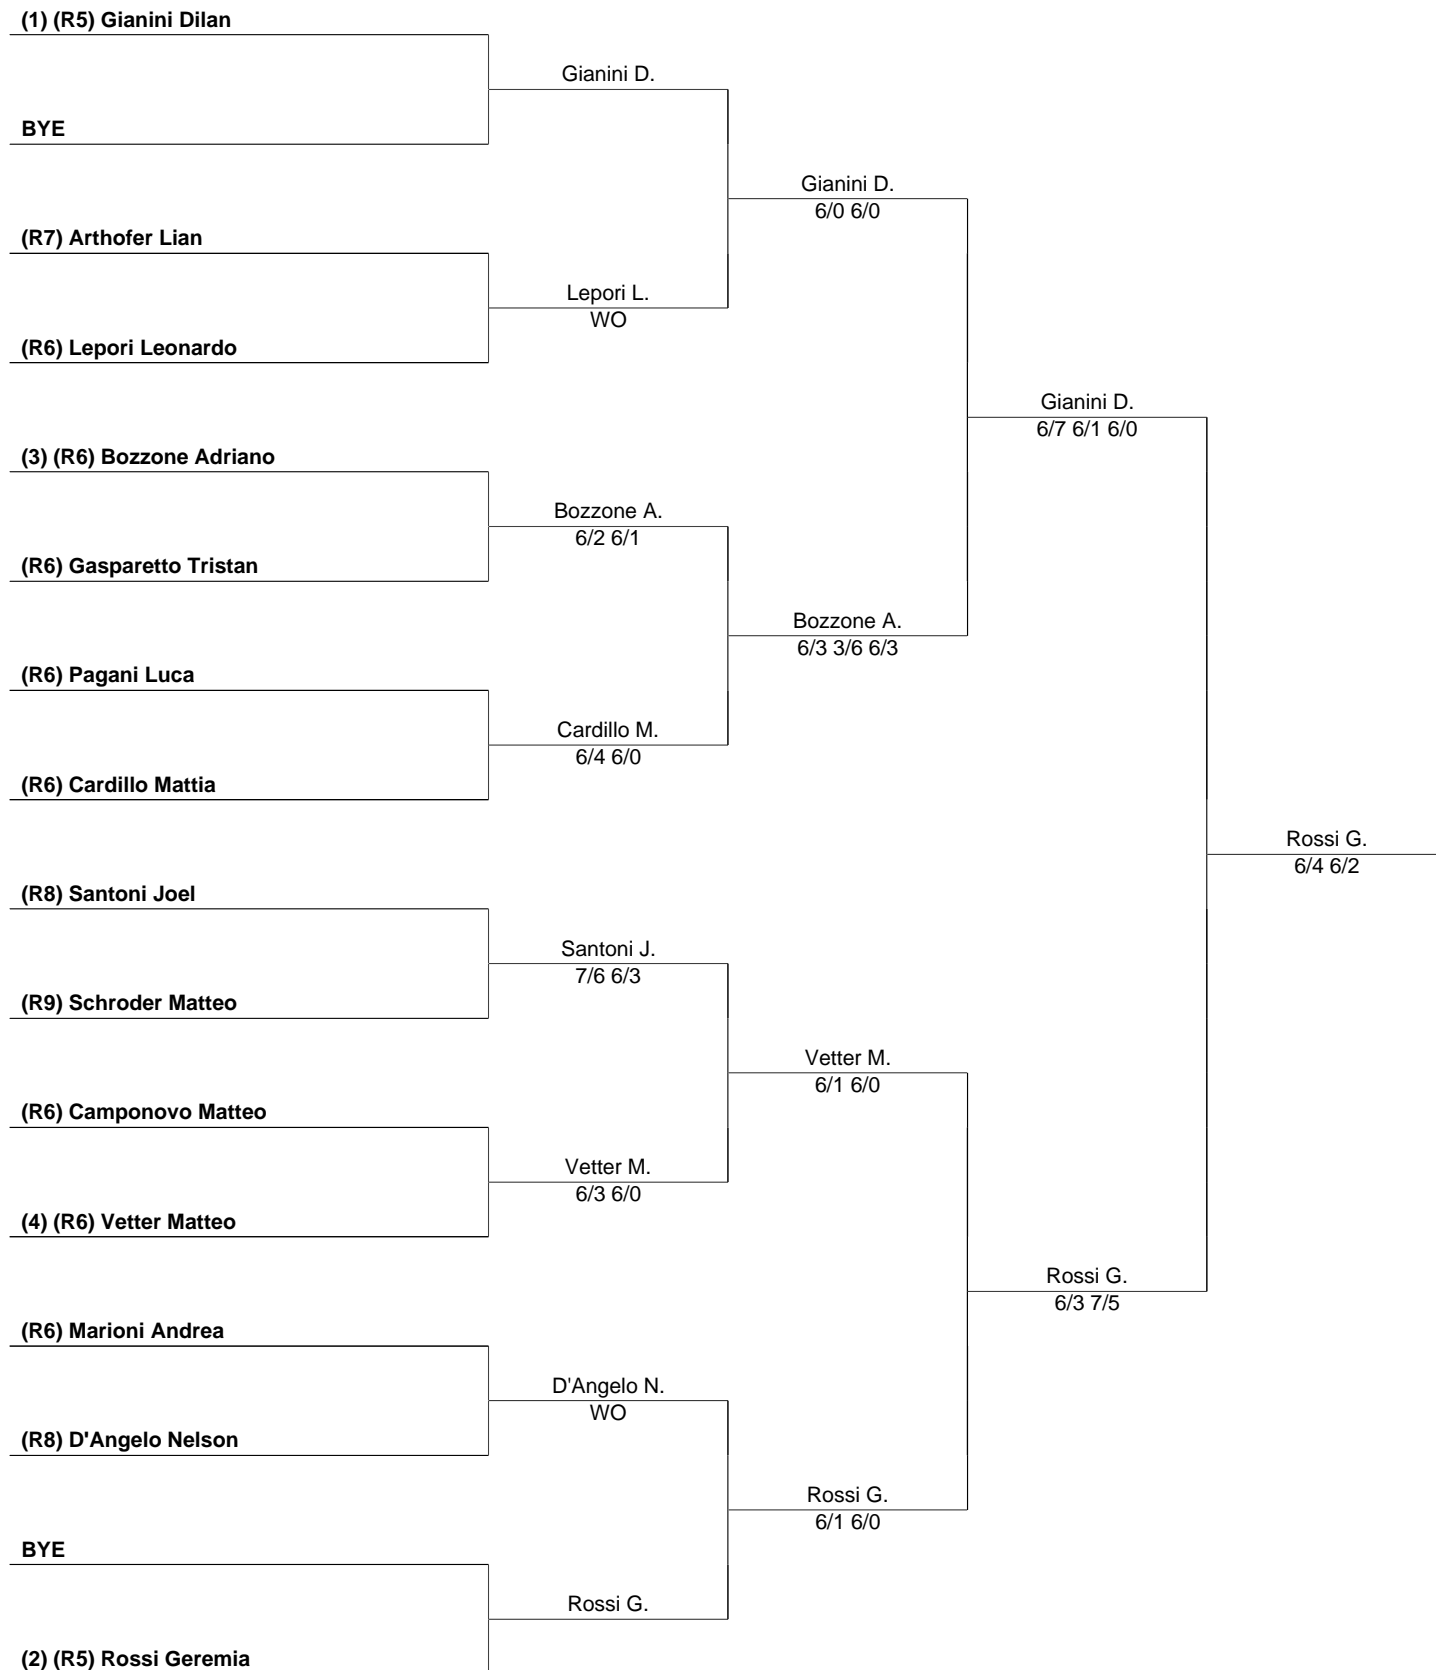 (1) (R5) Gianini Dilan
Gianini D.
BYE
Gianini D.
6/0 6/0
(R7) Arthofer Lian
Lepori L.
WO
(R6) Lepori Leonardo
Gianini D.
6/7 6/1 6/0
(3) (R6) Bozzone Adriano
Bozzone A.
6/2 6/1
(R6) Gasparetto Tristan
Bozzone A.
6/3 3/6 6/3
(R6) Pagani Luca
Cardillo M.
6/4 6/0
(R6) Cardillo Mattia
Rossi G.
6/4 6/2
(R8) Santoni Joel
Santoni J.
7/6 6/3
(R9) Schroder Matteo
Vetter M.
6/1 6/0
(R6) Camponovo Matteo
Vetter M.
6/3 6/0
(4) (R6) Vetter Matteo
Rossi G.
6/3 7/5
(R6) Marioni Andrea
D'Angelo N.
WO
(R8) D'Angelo Nelson
Rossi G.
6/1 6/0
BYE
Rossi G.
(2) (R5) Rossi Geremia